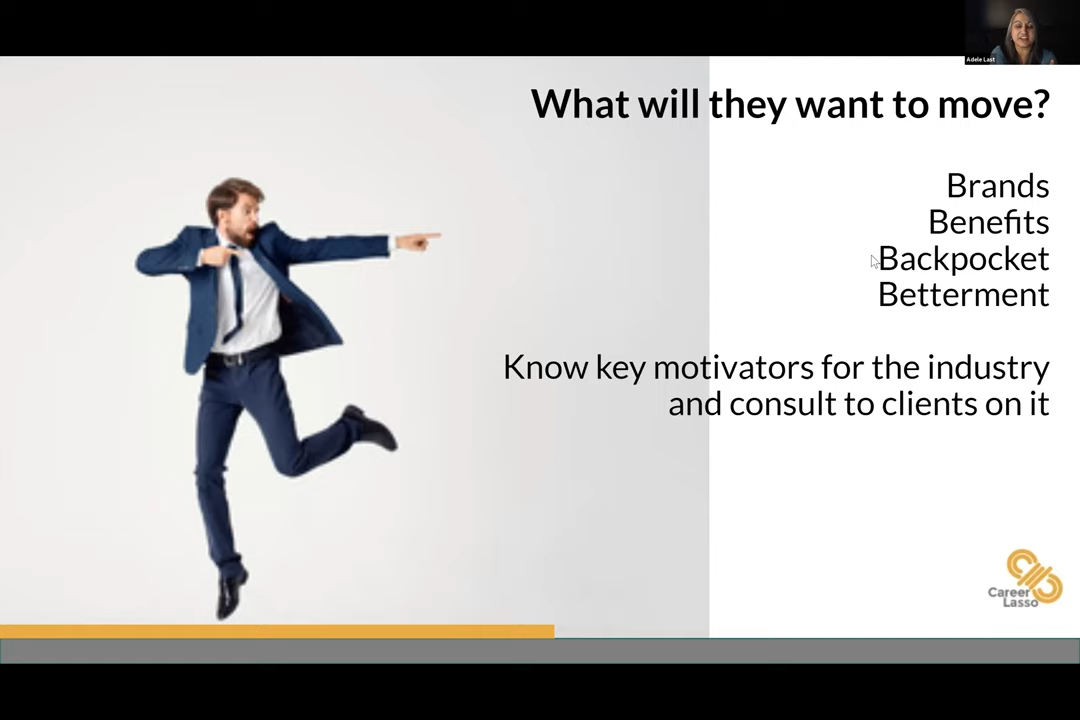 Adele Last
What will they want to move?
Brands
Benefits
Backpocket
Betterment
Know key motivators for the industry
and consult to clients on it
Career
Lasso